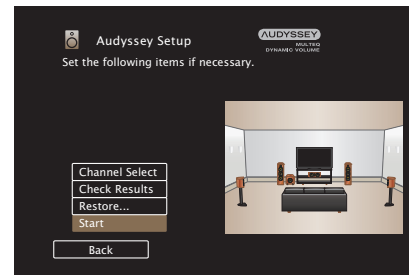 Audyssey Setup
AUDYSSEY
MULTEQ
DYNAMIC VOLUME
Set the following items if necessary.
Channel Select
Check Results
Restore...
Start
Back